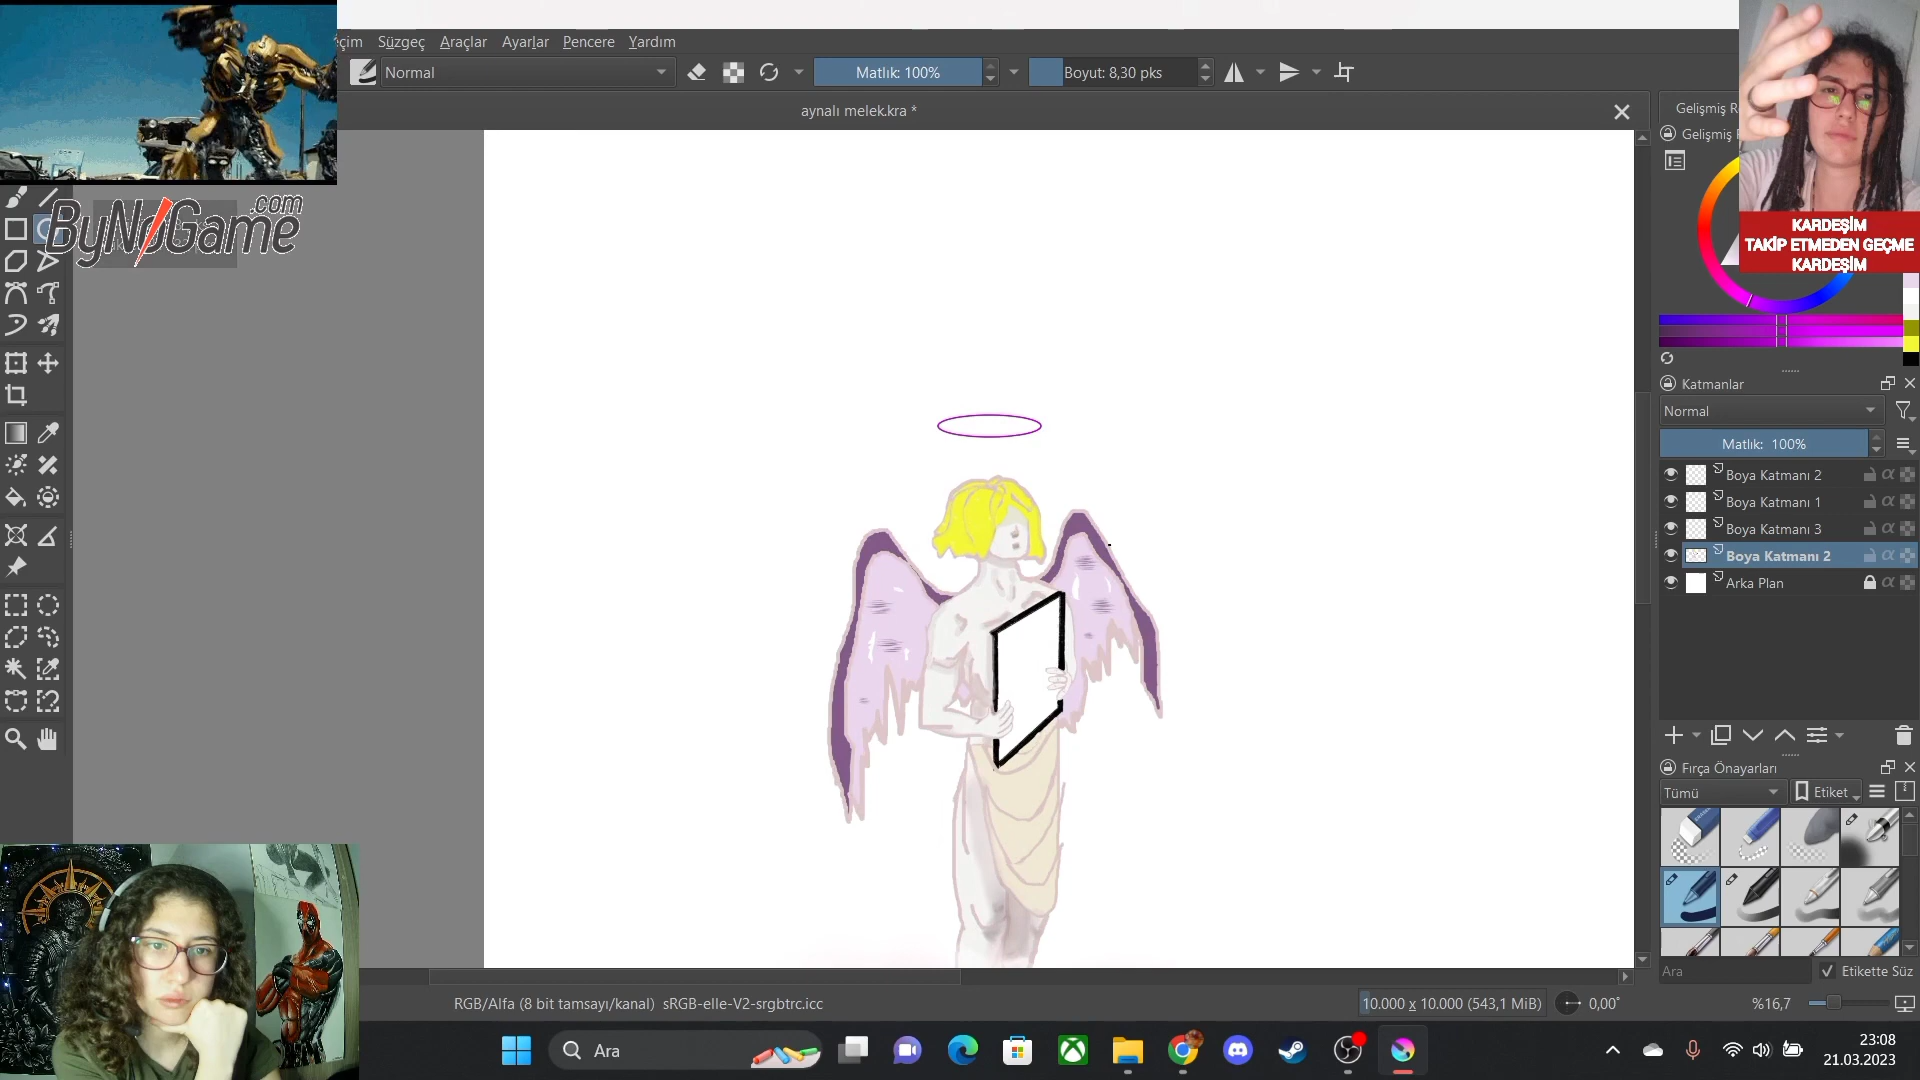 çim Süzgeç Araçlar Ayarlar Pencere Yardım
Normal
Matlık: 100%
Boyut: 8,30 pks
aynalı melek.kra *
ByNoGame.com
Gelişmiş R
Gelişmiş
KARDEŞİM
TAKİP ETMEDEN GEÇME
KARDEŞİM
Katmanlar
Normal
Matlık: 100%
Boya Katmanı 2
Boya Katmanı 1
Boya Katmanı 3
Boya Katmanı 2
Arka Plan
Fırça Önayarları
Tümü
Etiket
Ara
Etikette Süz
RGB/Alfa (8 bit tamsayı/kanal) sRGB-elle-V2-srgbtrc.icc
10.000 x 10.000 (543,1 MiB)
0,00°
%16,7
Ara
23:08
21.03.2023